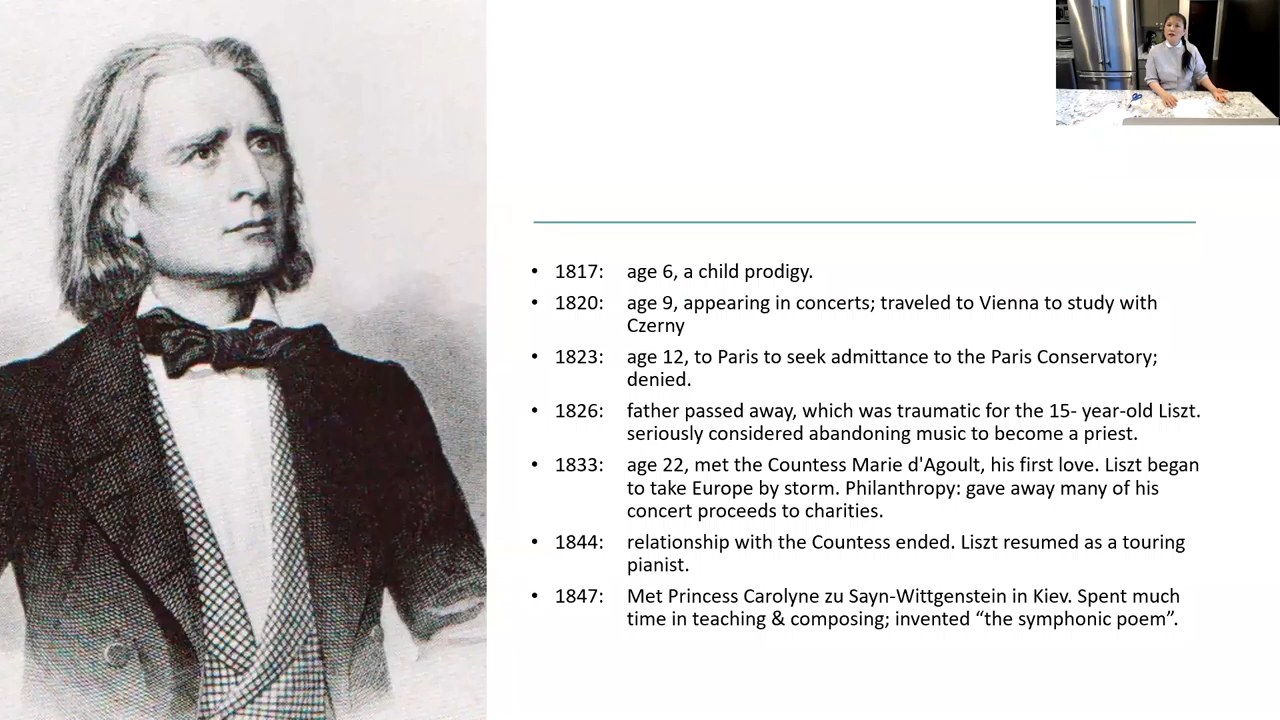 • 1817: age 6, a child prodigy.
• 1820: age 9, appearing in concerts; traveled to Vienna to study with
Czerny
• 1823: age 12, to Paris to seek admittance to the Paris Conservatory;
denied.
• 1826: father passed away, which was traumatic for the 15- year-old Liszt.
seriously considered abandoning music to become a priest.
• 1833: age 22, met the Countess Marie d'Agoult, his first love. Liszt began
to take Europe by storm. Philanthropy: gave away many of his
concert proceeds to charities.
• 1844: relationship with the Countess ended. Liszt resumed as a touring
pianist.
• 1847: Met Princess Carolyne zu Sayn-Wittgenstein in Kiev. Spent much
time in teaching & composing; invented “the symphonic poem”.